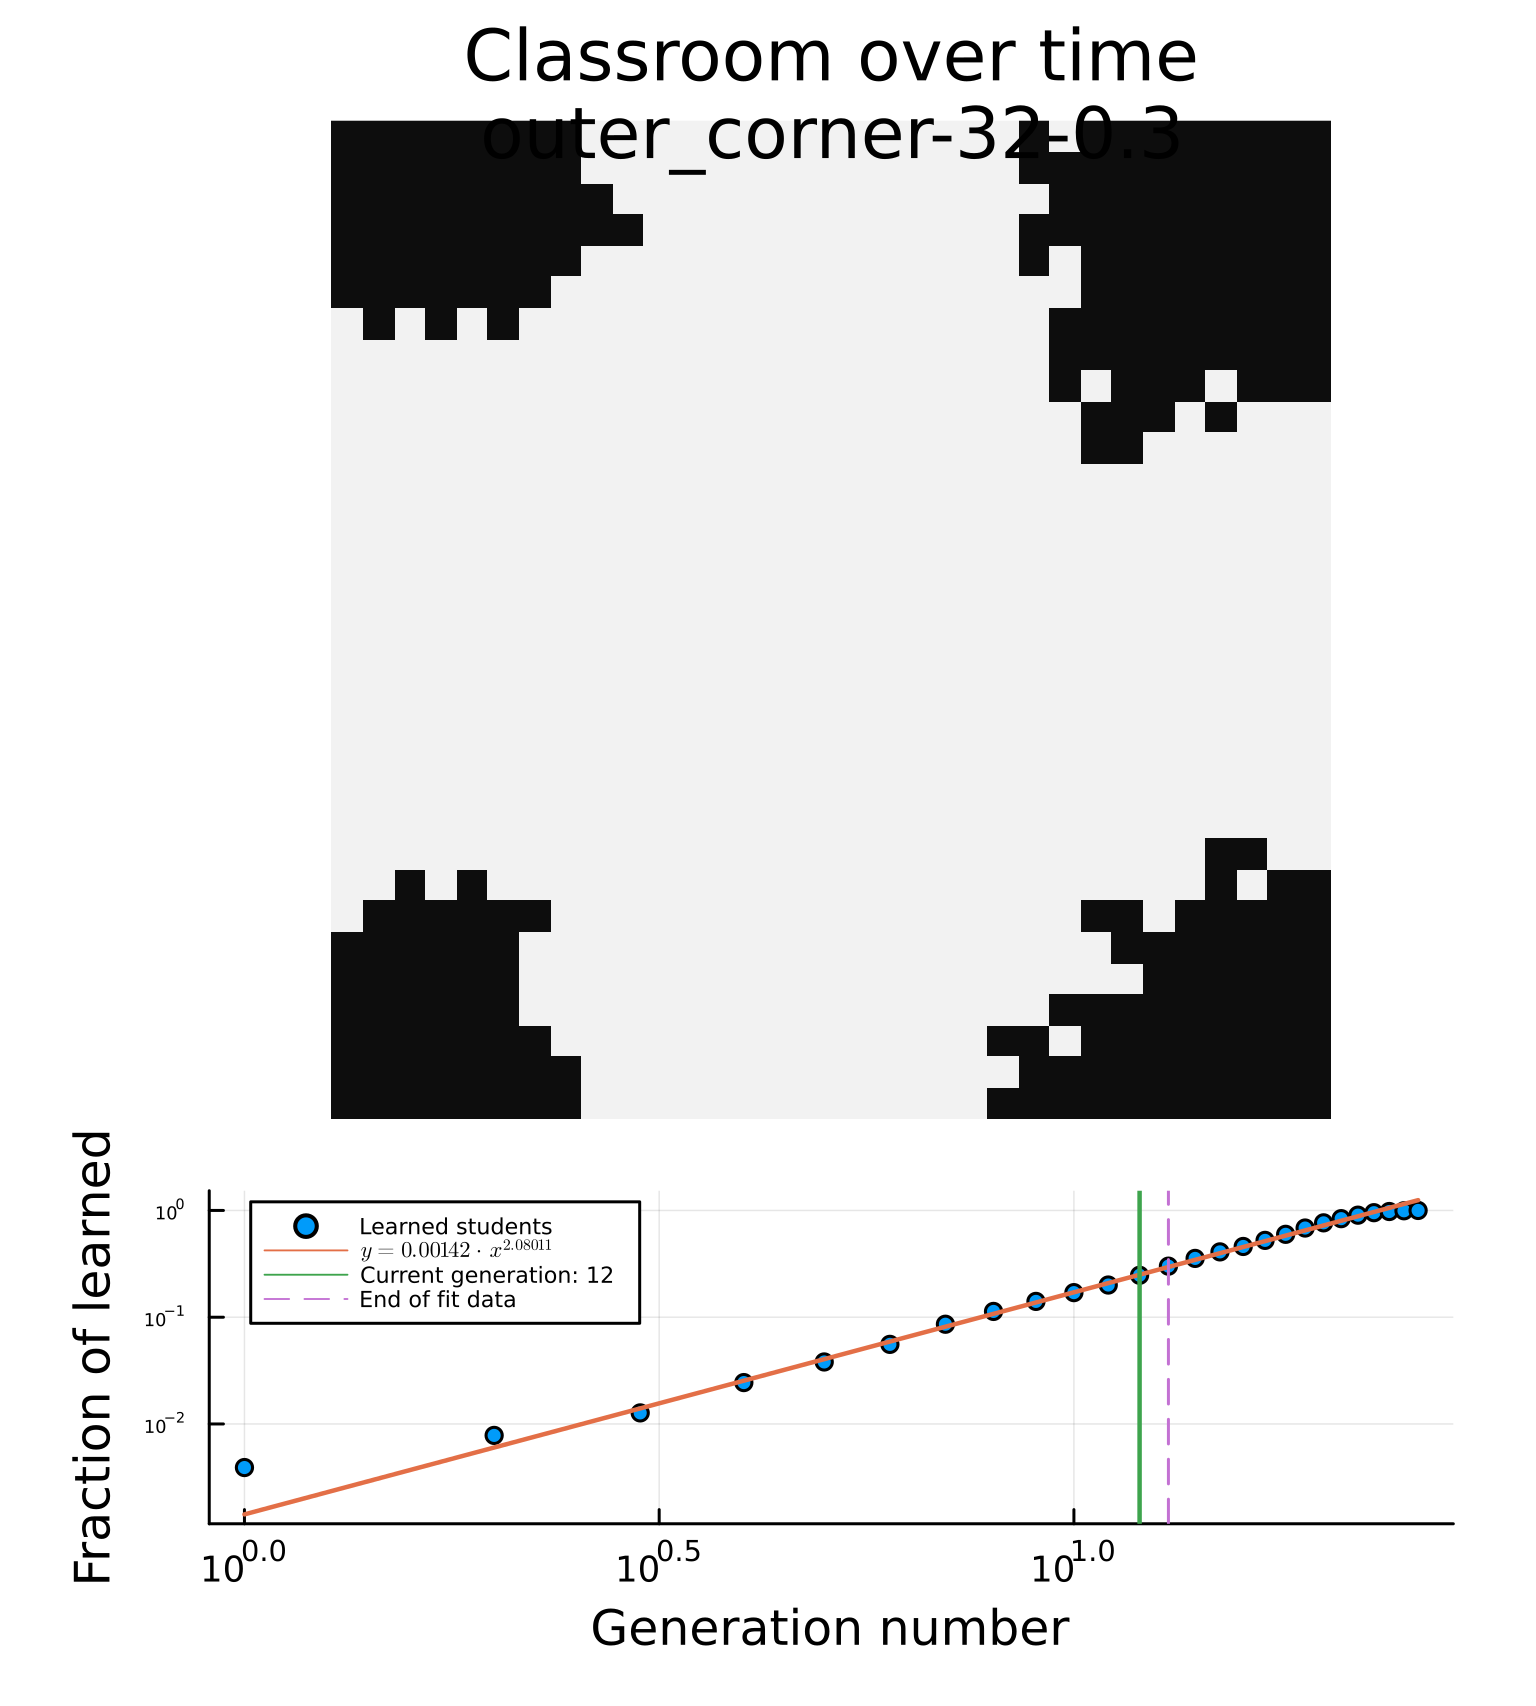 Classroom over time
outer_corner-32-0.3
Fraction of learned
10⁰
10⁻¹
10⁻²
Learned students
y = 0.00142 · x^2.08011
Current generation: 12
End of fit data
10^0.0
10^0.5
10^1.0
Generation number